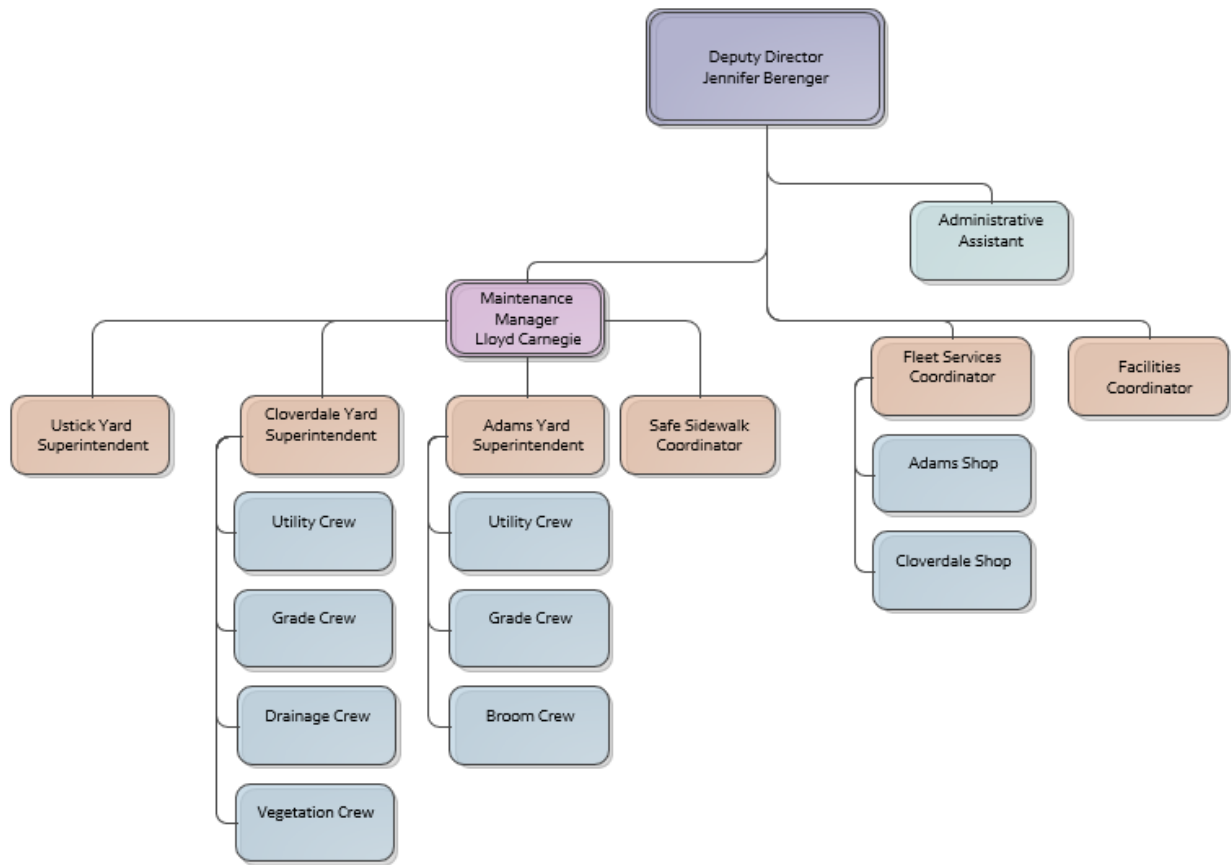 Deputy Director
Jennifer Berenger
Administrative
Assistant
Maintenance
Manager
Lloyd Carnegie
Fleet Services
Coordinator
Facilities
Coordinator
Ustick Yard
Superintendent
Cloverdale Yard
Superintendent
Adams Yard
Superintendent
Safe Sidewalk
Coordinator
Adams Shop
Cloverdale Shop
Utility Crew
Grade Crew
Drainage Crew
Vegetation Crew
Utility Crew
Grade Crew
Broom Crew